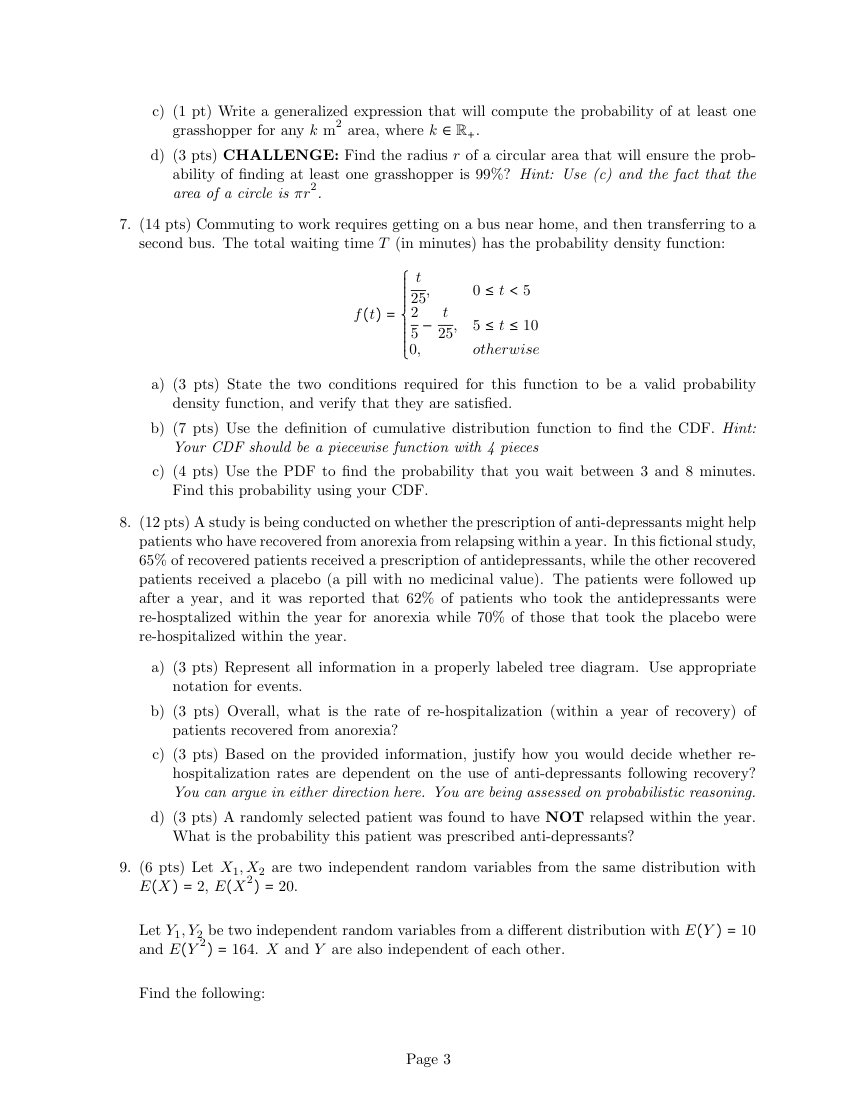 c) (1 pt) Write a generalized expression that will compute the probability of at least one
grasshopper for any k m² area, where k ∈ ℝ₊.
d) (3 pts) CHALLENGE: Find the radius r of a circular area that will ensure the prob-
ability of finding at least one grasshopper is 99%? Hint: Use (c) and the fact that the
area of a circle is πr².
7. (14 pts) Commuting to work requires getting on a bus near home, and then transferring to a
second bus. The total waiting time T (in minutes) has the probability density function:
f(t) = { t/25, 0 ≤ t < 5
2/5 − t/25, 5 ≤ t ≤ 10
0, otherwise
a) (3 pts) State the two conditions required for this function to be a valid probability
density function, and verify that they are satisfied.
b) (7 pts) Use the definition of cumulative distribution function to find the CDF. Hint:
Your CDF should be a piecewise function with 4 pieces
c) (4 pts) Use the PDF to find the probability that you wait between 3 and 8 minutes.
Find this probability using your CDF.
8. (12 pts) A study is being conducted on whether the prescription of anti-depressants might help
patients who have recovered from anorexia from relapsing within a year. In this fictional study,
65% of recovered patients received a prescription of antidepressants, while the other recovered
patients received a placebo (a pill with no medicinal value). The patients were followed up
after a year, and it was reported that 62% of patients who took the antidepressants were
re-hosptalized within the year for anorexia while 70% of those that took the placebo were
re-hospitalized within the year.
a) (3 pts) Represent all information in a properly labeled tree diagram. Use appropriate
notation for events.
b) (3 pts) Overall, what is the rate of re-hospitalization (within a year of recovery) of
patients recovered from anorexia?
c) (3 pts) Based on the provided information, justify how you would decide whether re-
hospitalization rates are dependent on the use of anti-depressants following recovery?
You can argue in either direction here. You are being assessed on probabilistic reasoning.
d) (3 pts) A randomly selected patient was found to have NOT relapsed within the year.
What is the probability this patient was prescribed anti-depressants?
9. (6 pts) Let X₁, X₂ are two independent random variables from the same distribution with
E(X) = 2, E(X²) = 20.
Let Y₁, Y₂ be two independent random variables from a different distribution with E(Y) = 10
and E(Y²) = 164. X and Y are also independent of each other.
Find the following:
Page 3